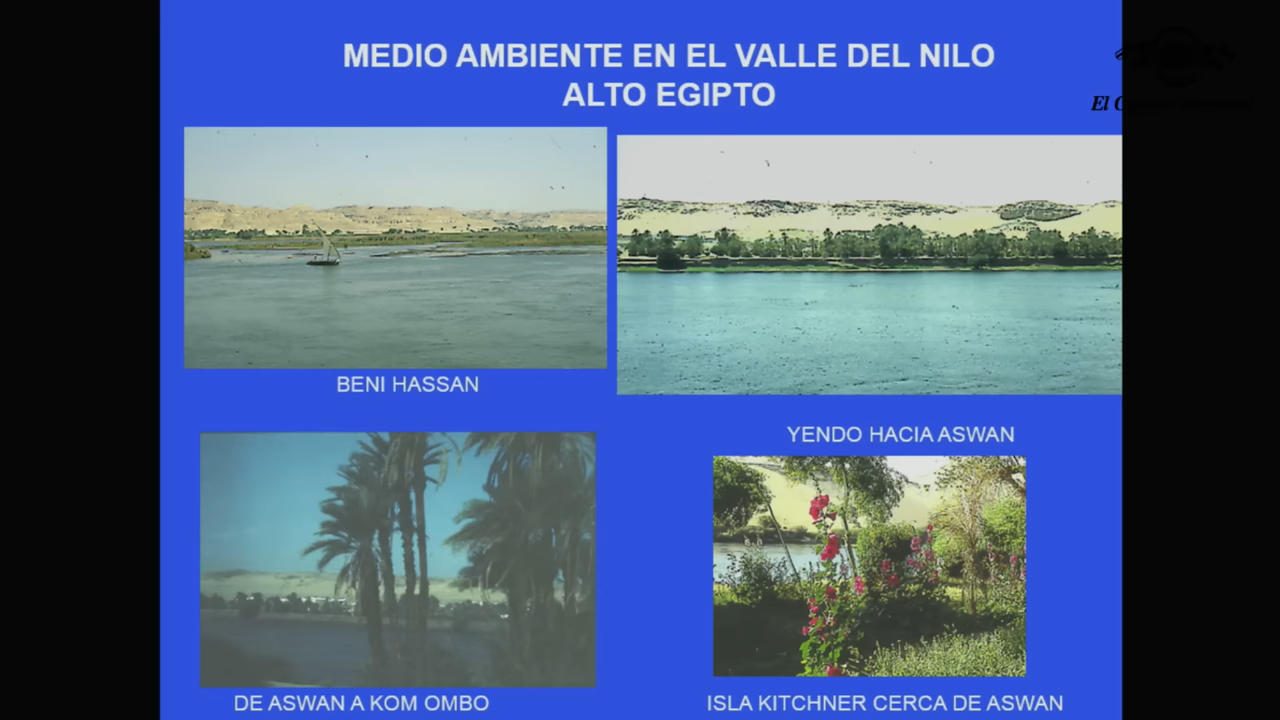 MEDIO AMBIENTE EN EL VALLE DEL NILO
ALTO EGIPTO
BENI HASSAN
YENDO HACIA ASWAN
DE ASWAN A KOM OMBO
ISLA KITCHNER CERCA DE ASWAN
El